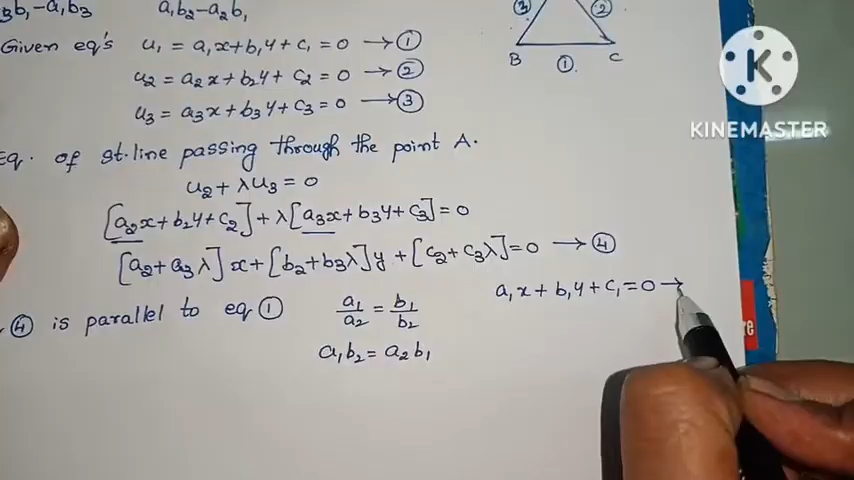 3b₁-a₁b₃ a₁b₂-a₂b₁
Given eq's u₁ = a₁x+b₁y+c₁ = 0 → ①
u₂ = a₂x+b₂y+c₂ = 0 → ②
u₃ = a₃x+b₃y+c₃ = 0 → ③
③ ②
B ① C
K
KINEMASTER
Eq. of st.line passing through the point A.
u₂+λu₃ = 0
[a₂x+b₂y+c₂]+λ[a₃x+b₃y+c₃]=0
[a₂+a₃λ]x+[b₂+b₃λ]y+[c₂+c₃λ]=0 → ④
a₁x+b₁y+c₁=0 →
④ is parallel to eq ① a₁/a₂ = b₁/b₂
a₁b₂ = a₂b₁